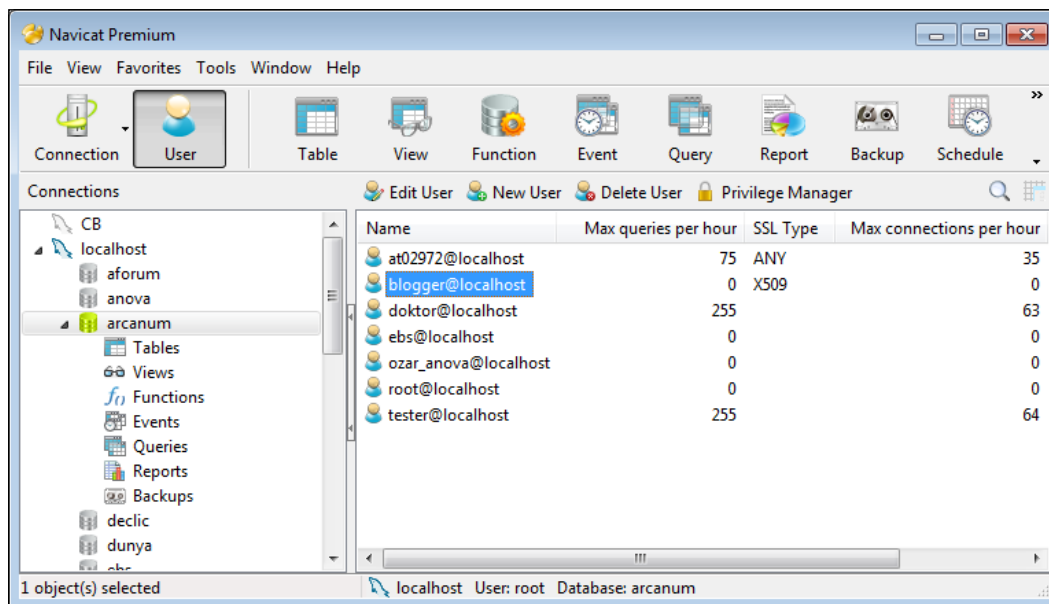 Navicat Premium
File View Favorites Tools Window Help
Connection User Table View Function Event Query Report Backup Schedule
Connections
Edit User New User Delete User Privilege Manager
CB
localhost
aforum
anova
arcanum
Tables
Views
Functions
Events
Queries
Reports
Backups
declic
dunya
Name Max queries per hour SSL Type Max connections per hour
at02972@localhost 75 ANY 35
blogger@localhost 0 X509 0
doktor@localhost 255 63
ebs@localhost 0 0
ozar_anova@localhost 0 0
root@localhost 0 0
tester@localhost 255 64
1 object(s) selected localhost User: root Database: arcanum